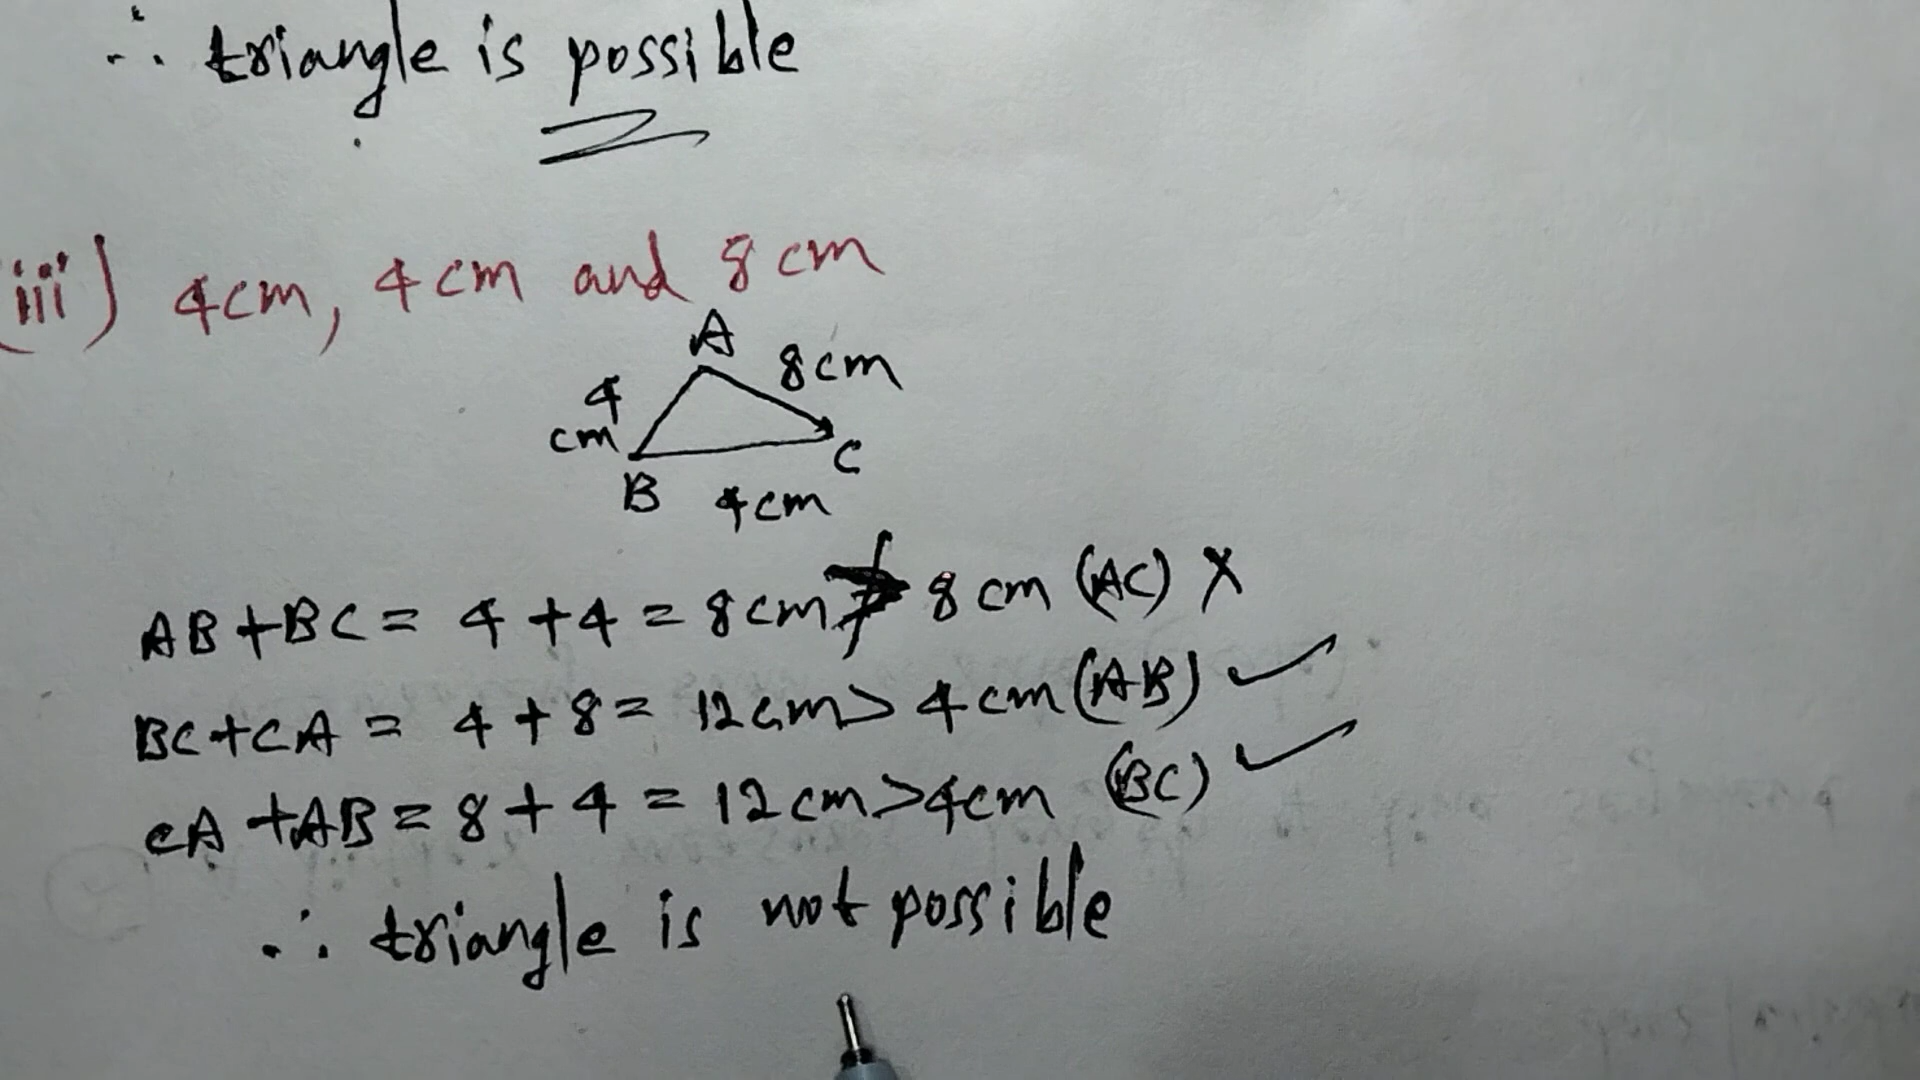 ∴ triangle is possible
(iii) 4cm, 4cm and 8cm
A
8cm
4
cm
B
C
4cm
AB+BC = 4+4 = 8cm ≯ 8cm (AC) X
BC+CA = 4+8 = 12cm > 4cm (AB) ✓
CA+AB = 8+4 = 12cm > 4cm (BC) ✓
∴ triangle is not possible